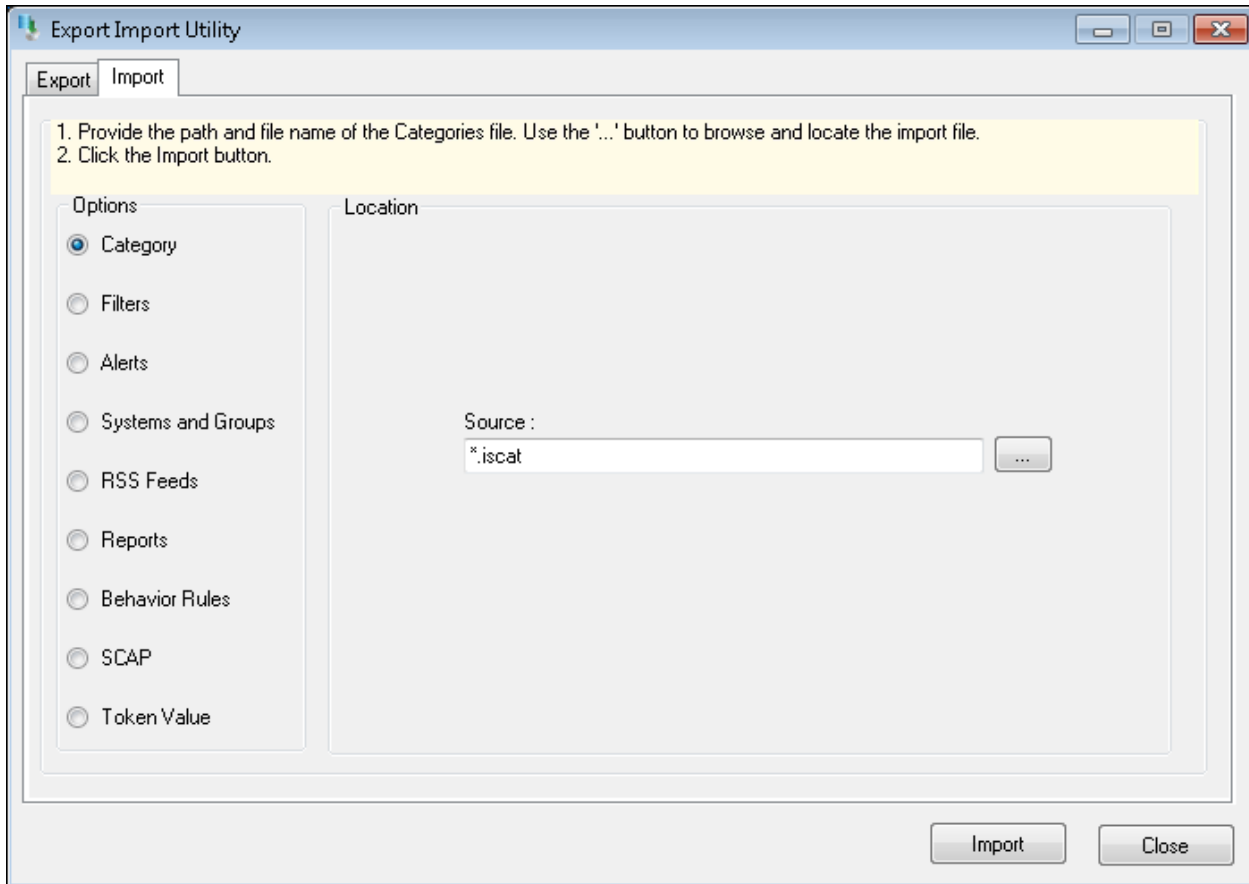 Export Import Utility
Export
Import
1. Provide the path and file name of the Categories file. Use the '...' button to browse and locate the import file.
2. Click the Import button.
Options
Location
Category
Filters
Alerts
Systems and Groups
RSS Feeds
Reports
Behavior Rules
SCAP
Token Value
Source :
*.iscat
...
Import
Close